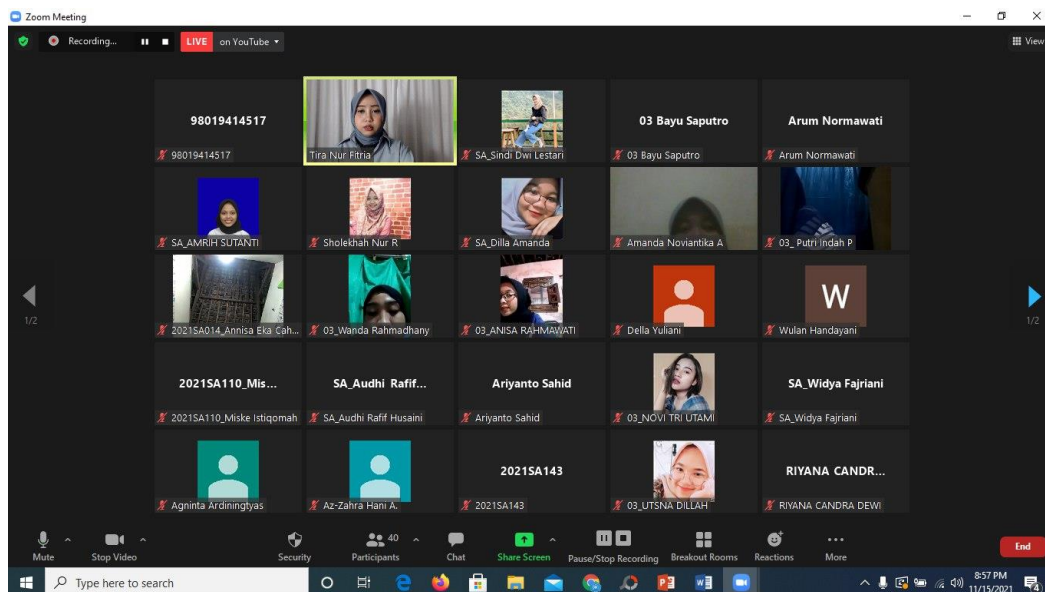 Zoom Meeting
Recording...
LIVE on YouTube
View
98019414517
98019414517
Tira Nur Fitria
SA_Sindi Dwi Lestari
03 Bayu Saputro
03 Bayu Saputro
Arum Normawati
Arum Normawati
SA_AMRIH SUTANTI
Sholekhah Nur R
SA_Dilla Amanda
Amanda Noviantika A
03_ Putri Indah P
1/2
2021SA014_Annisa Eka Cah...
03_Wanda Rahmadhany
03_ANISA RAHMAWATI
Della Yuliani
W
Wulan Handayani
1/2
2021SA110_Mis...
2021SA110_Miske Istiqomah
SA_Audhi Rafif...
SA_Audhi Rafif Husaini
Ariyanto Sahid
Ariyanto Sahid
03_NOVI TRI UTAMI
SA_Widya Fajriani
SA_Widya Fajriani
Agninta Ardiningtyas
Az-Zahra Hani A.
2021SA143
2021SA143
03_UTSNA DILLAH
RIYANA CANDR...
RIYANA CANDRA DEWI
Mute
Stop Video
Security
40
Participants
Chat
Share Screen
Pause/Stop Recording
Breakout Rooms
Reactions
More
End
Type here to search
8:57 PM
11/15/2021
4